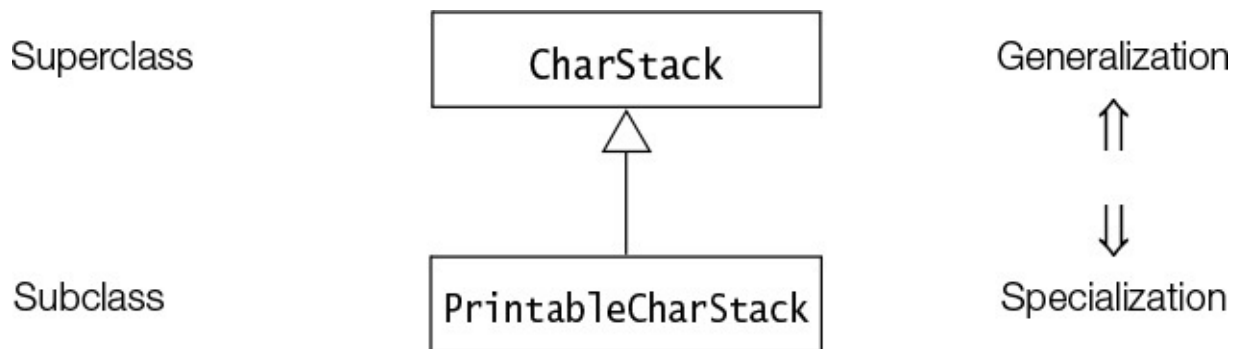 Superclass
CharStack
Generalization
Subclass
PrintableCharStack
Specialization